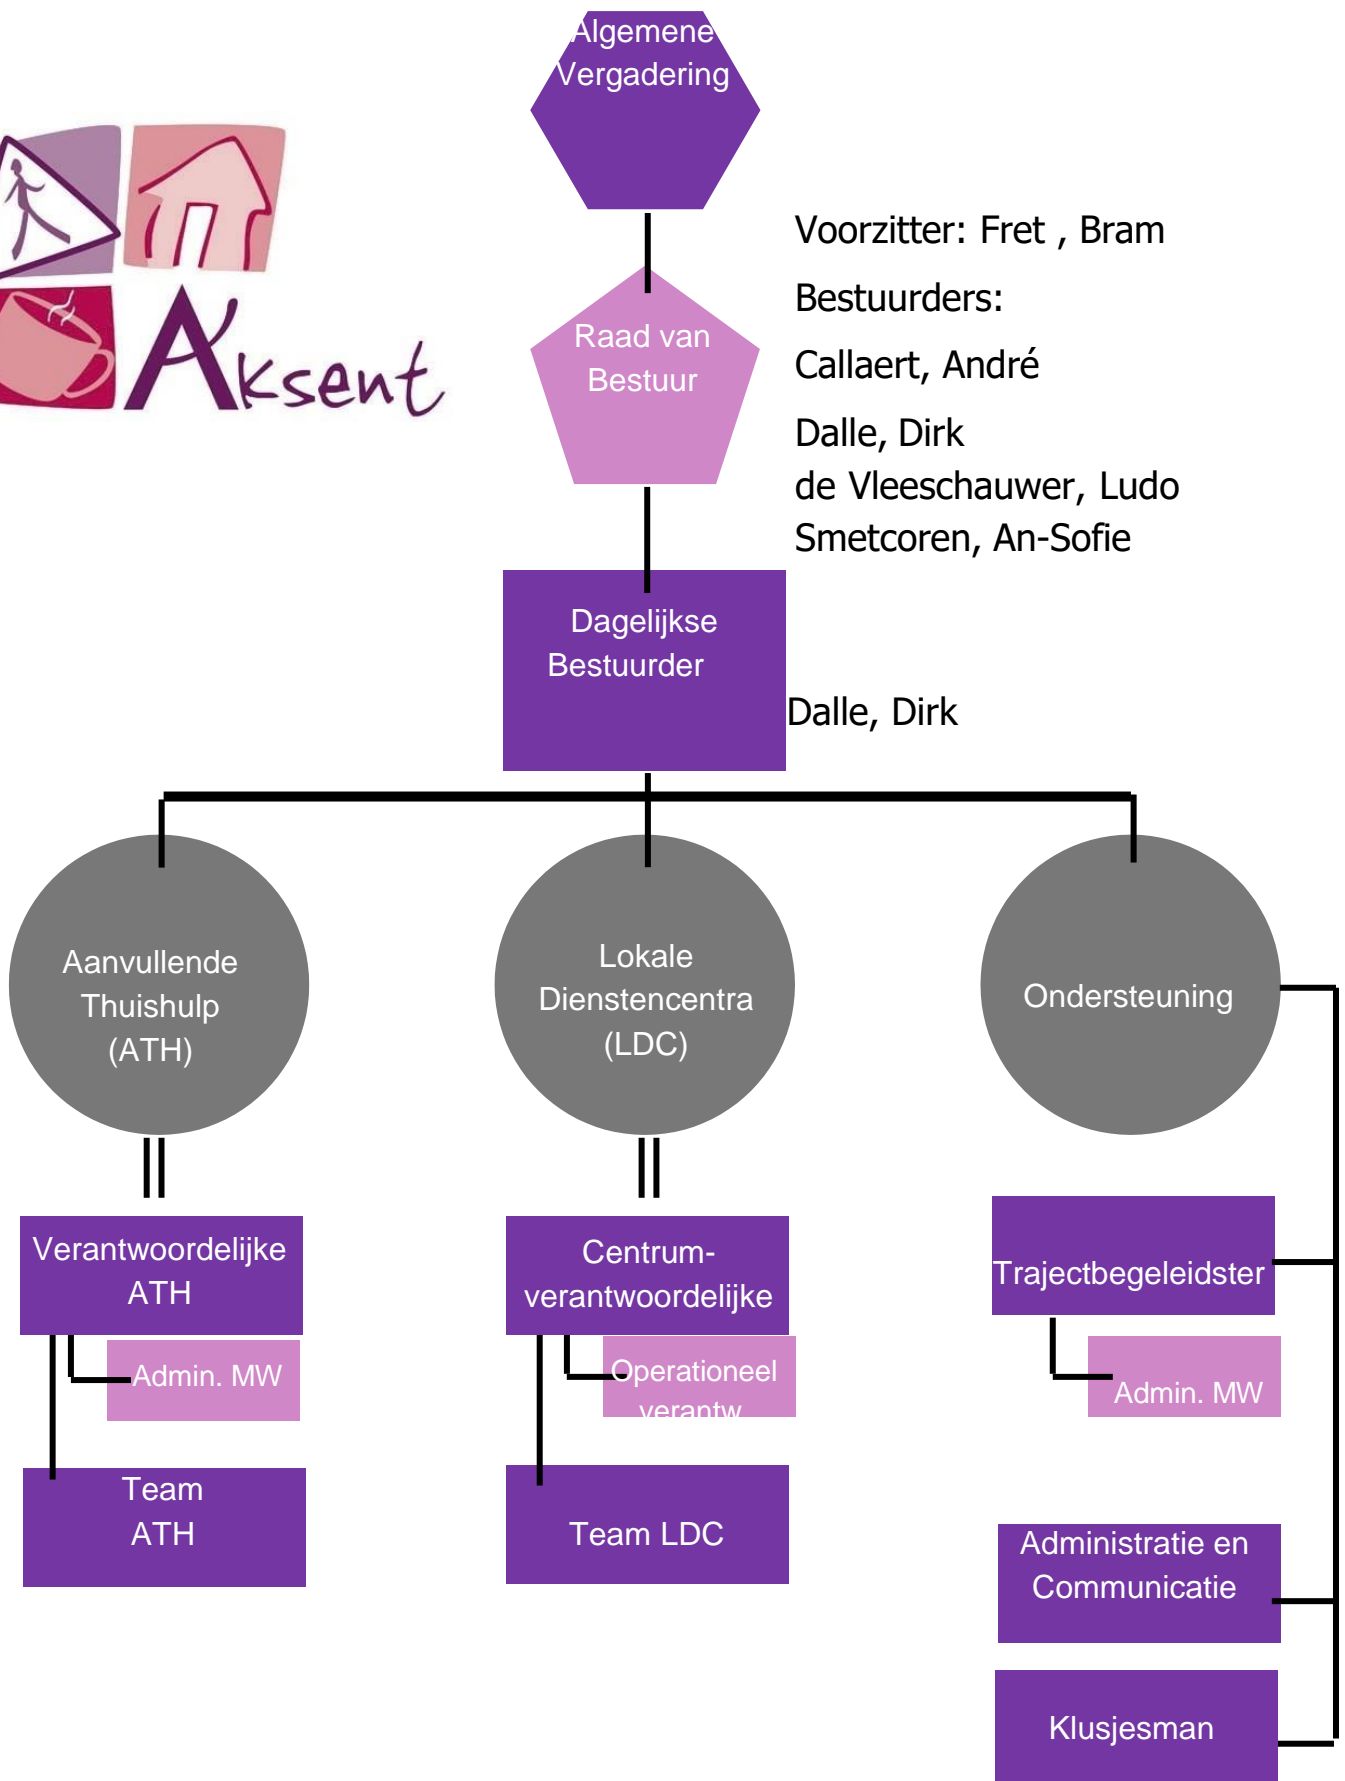 Algemene
Vergadering
Aksent
Voorzitter: Fret , Bram
Bestuurders:
Callaert, André
Dalle, Dirk
de Vleeschauwer, Ludo
Smetcoren, An-Sofie
Raad van
Bestuur
Dagelijkse
Bestuurder
Dalle, Dirk
Aanvullende
Thuishulp
(ATH)
Lokale
Dienstencentra
(LDC)
Ondersteuning
Verantwoordelijke
ATH
Admin. MW
Team
ATH
Centrum-
verantwoordelijke
Operationeel
verantw
Team LDC
Trajectbegeleidster
Admin. MW
Administratie en
Communicatie
Klusjesman